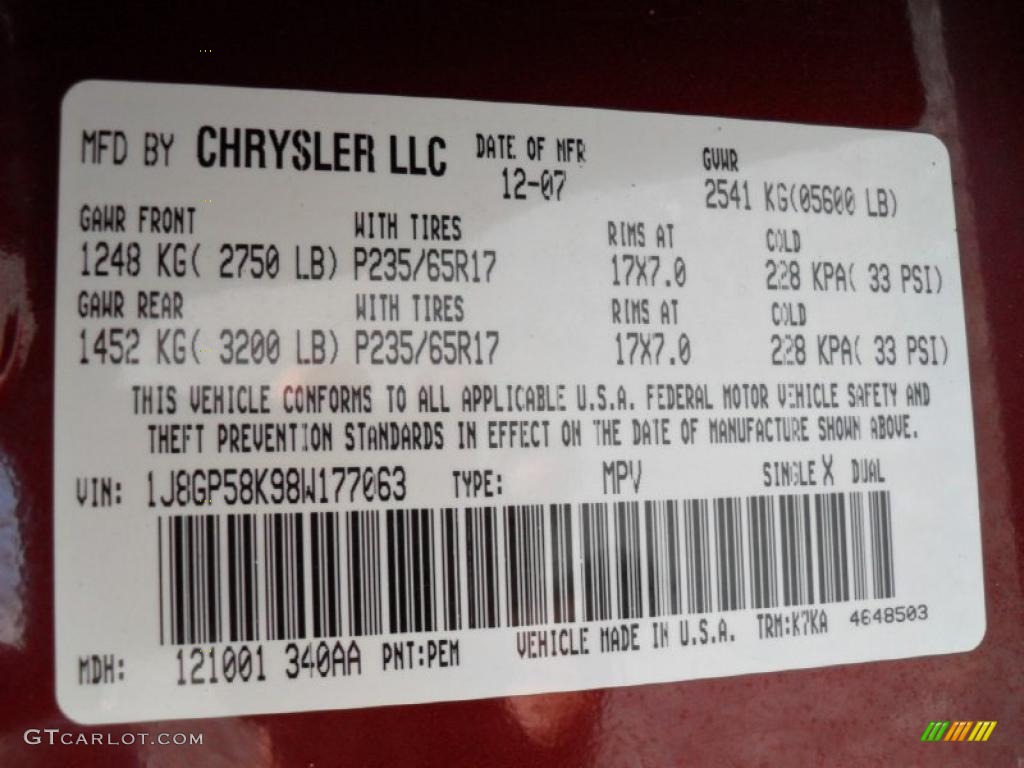 MFD BY CHRYSLER LLC DATE OF MFR GVWR
12-07 2541 KG(05600 LB)
GAWR FRONT WITH TIRES RIMS AT COLD
1248 KG( 2750 LB) P235/65R17 17X7.0 228 KPA( 33 PSI)
GAWR REAR WITH TIRES RIMS AT COLD
1452 KG( 3200 LB) P235/65R17 17X7.0 228 KPA( 33 PSI)
THIS VEHICLE CONFORMS TO ALL APPLICABLE U.S.A. FEDERAL MOTOR VEHICLE SAFETY AND
THEFT PREVENTION STANDARDS IN EFFECT ON THE DATE OF MANUFACTURE SHOWN ABOVE.
VIN: 1J8GP58K98W177063 TYPE: MPV SINGLE X DUAL
MDH: 121001 340AA PNT:PEM VEHICLE MADE IN U.S.A. TRM:K7KA 4648503
GTCARLOT.COM